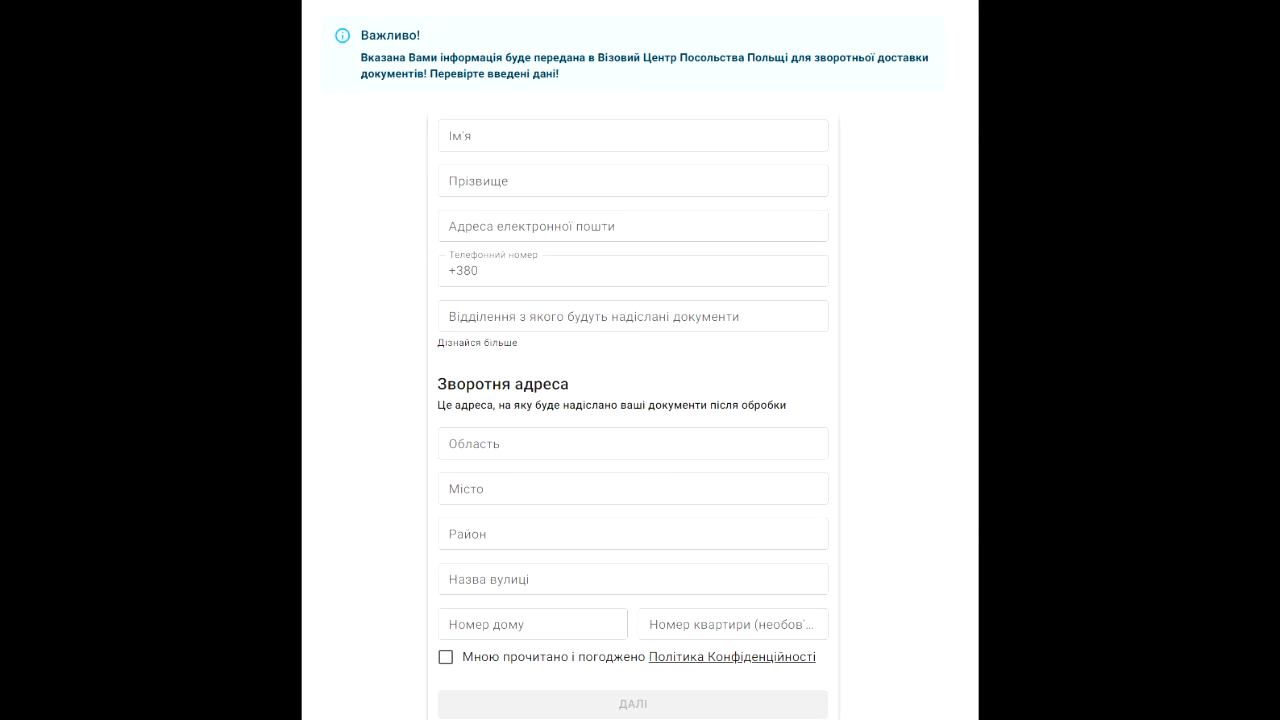 Важливо!
Вказана Вами інформація буде передана в Візовий Центр Посольства Польщі для зворотньої доставки
документів! Перевірте введені дані!
Ім'я
Прізвище
Адреса електронної пошти
Телефонний номер
+380
Відділення з якого будуть надіслані документи
Дізнайся більше
Зворотня адреса
Це адреса, на яку буде надіслано ваші документи після обробки
Область
Місто
Район
Назва вулиці
Номер дому
Номер квартири (необов'...
Мною прочитано і погоджено Політика Конфіденційності
ДАЛІ